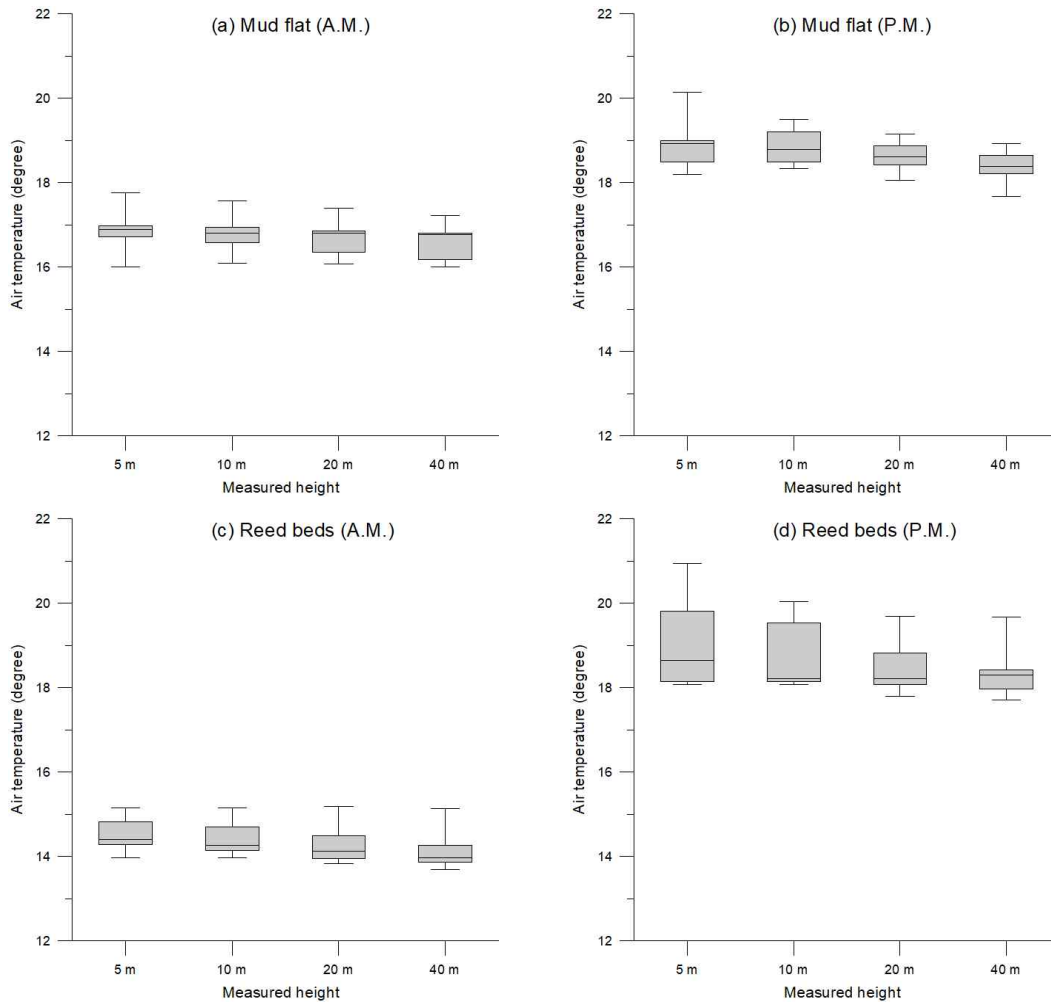 (a) Mud flat (A.M.)
22
20
18
16
14
12
Air temperature (degree)
5 m 10 m 20 m 40 m
Measured height
(b) Mud flat (P.M.)
22
20
18
16
14
12
Air temperature (degree)
5 m 10 m 20 m 40 m
Measured height
(c) Reed beds (A.M.)
22
20
18
16
14
12
Air temperature (degree)
5 m 10 m 20 m 40 m
Measured height
(d) Reed beds (P.M.)
22
20
18
16
14
12
Air temperature (degree)
5 m 10 m 20 m 40 m
Measured height